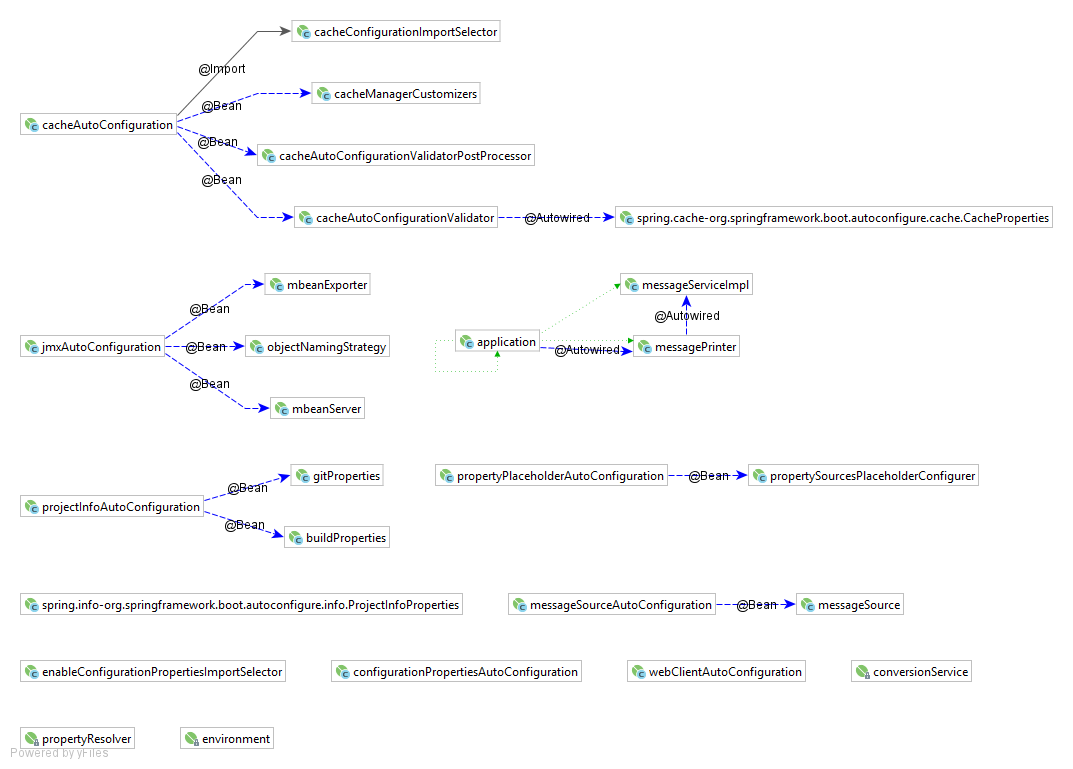 cacheConfigurationImportSelector
@Import
cacheManagerCustomizers
@Bean
cacheAutoConfiguration
@Bean
cacheAutoConfigurationValidatorPostProcessor
@Bean
cacheAutoConfigurationValidator
@Autowired
spring.cache-org.springframework.boot.autoconfigure.cache.CacheProperties
mbeanExporter
messageServiceImpl
@Bean
@Autowired
jmxAutoConfiguration
@Bean
objectNamingStrategy
application
@Autowired
messagePrinter
@Bean
mbeanServer
gitProperties
propertyPlaceholderAutoConfiguration
@Bean
propertySourcesPlaceholderConfigurer
@Bean
projectInfoAutoConfiguration
@Bean
buildProperties
spring.info-org.springframework.boot.autoconfigure.info.ProjectInfoProperties
messageSourceAutoConfiguration
@Bean
messageSource
enableConfigurationPropertiesImportSelector
configurationPropertiesAutoConfiguration
webClientAutoConfiguration
conversionService
propertyResolver
environment
Powered by yFiles